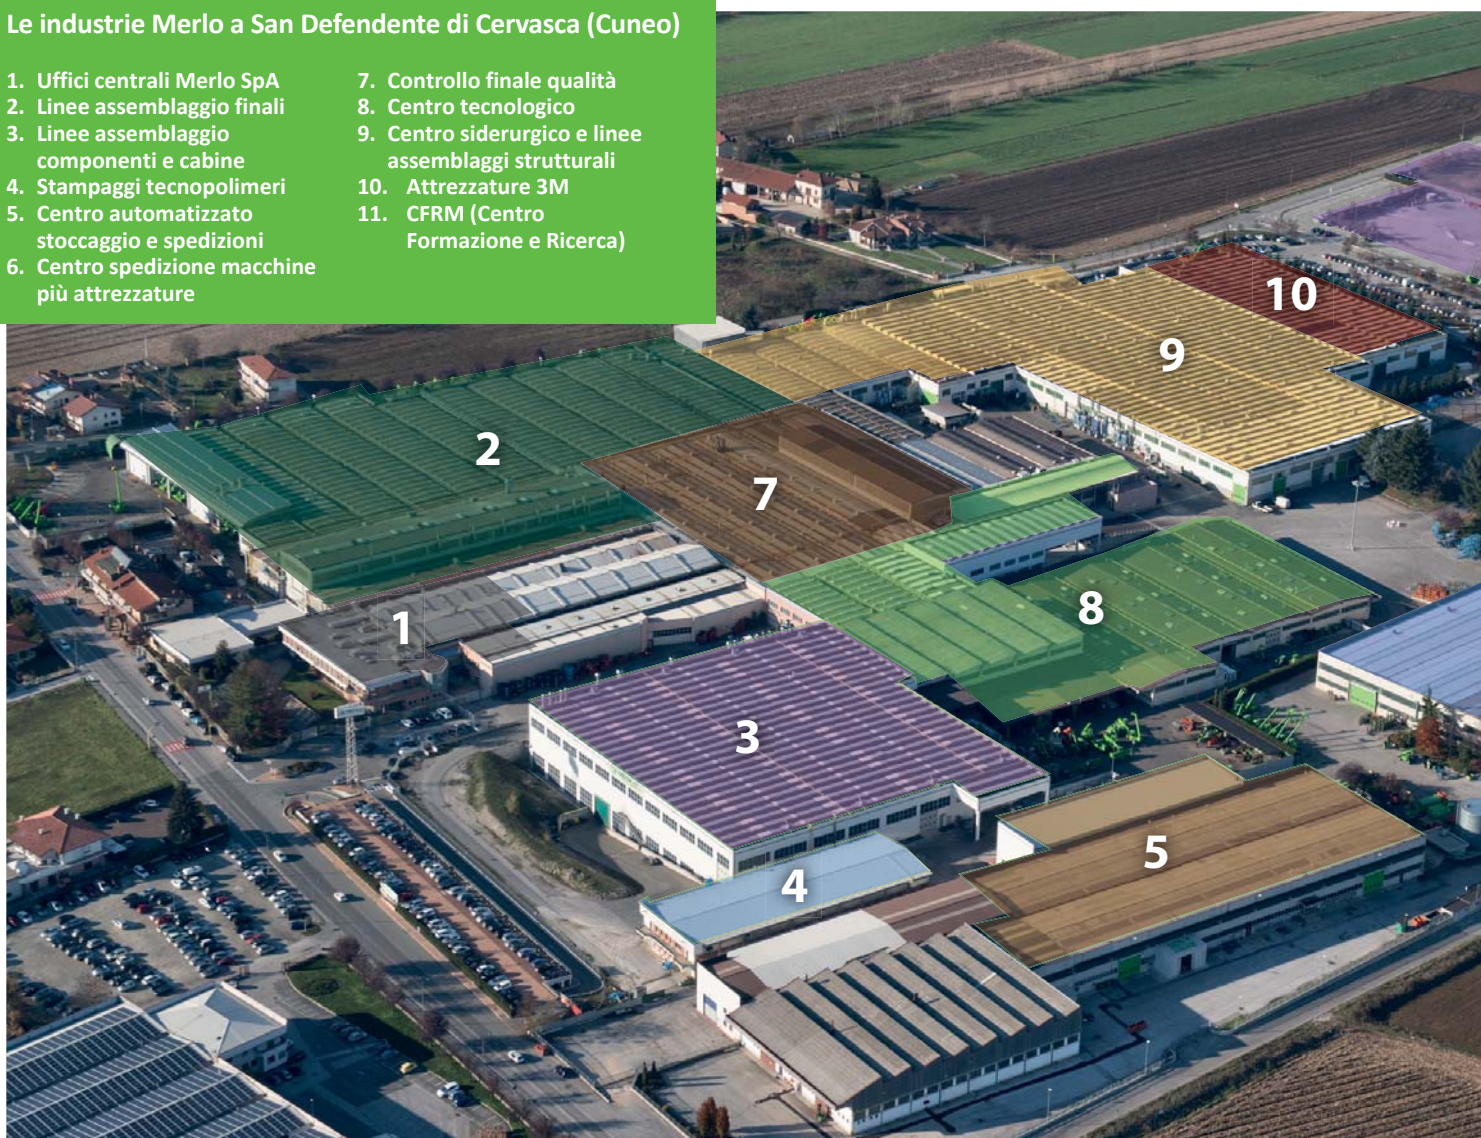 Le industrie Merlo a San Defendente di Cervasca (Cuneo)
1. Uffici centrali Merlo SpA
2. Linee assemblaggio finali
3. Linee assemblaggio
componenti e cabine
4. Stampaggi tecnopolimeri
5. Centro automatizzato
stoccaggio e spedizioni
6. Centro spedizione macchine
più attrezzature
7. Controllo finale qualità
8. Centro tecnologico
9. Centro siderurgico e linee
assemblaggi strutturali
10. Attrezzature 3M
11. CFRM (Centro
Formazione e Ricerca)
10
9
2
7
8
1
3
5
4